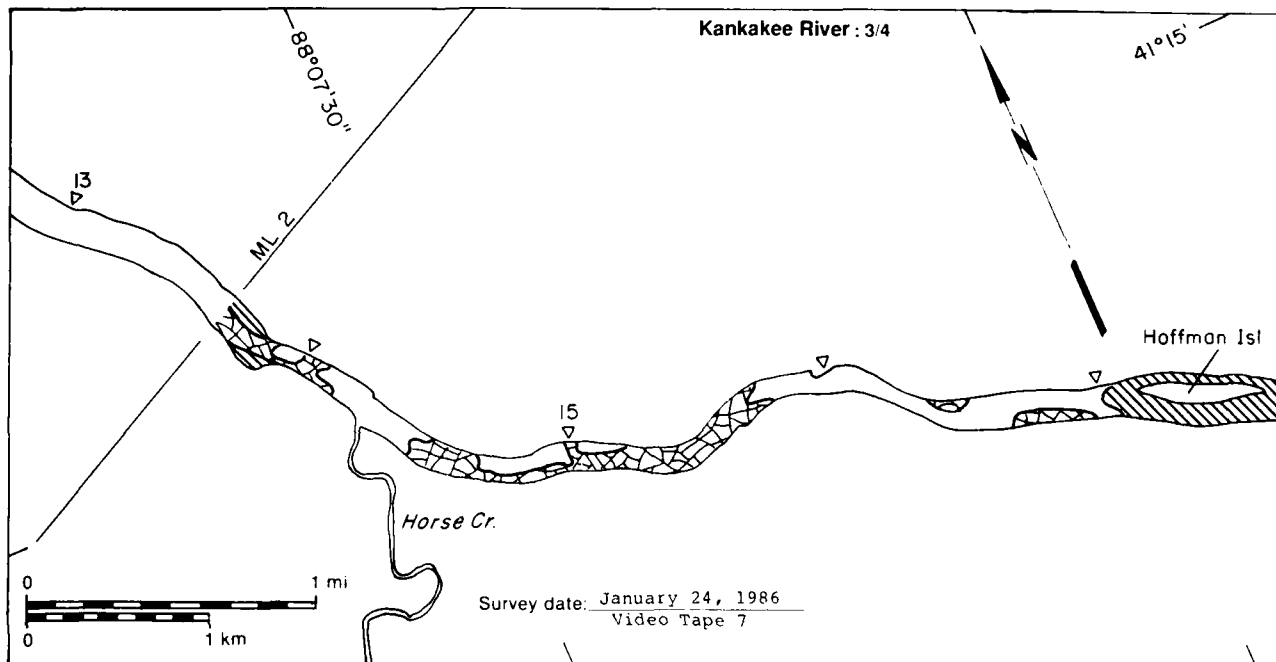 Kankakee River : 3/4
88°07'30"
41°15'
13
ML 2
Hoffman Isl
15
Horse Cr.
0 1 mi
0 1 km
Survey date: January 24, 1986
Video Tape 7